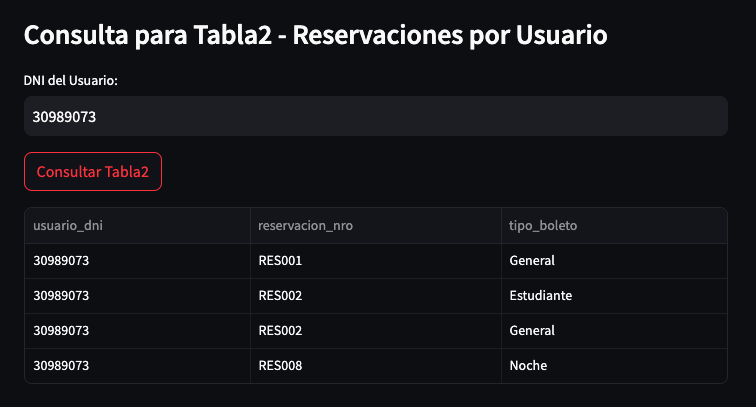 Consulta para Tabla2 - Reservaciones por Usuario
DNI del Usuario:
30989073
Consultar Tabla2
usuario_dni reservacion_nro tipo_boleto
30989073 RES001 General
30989073 RES002 Estudiante
30989073 RES002 General
30989073 RES008 Noche